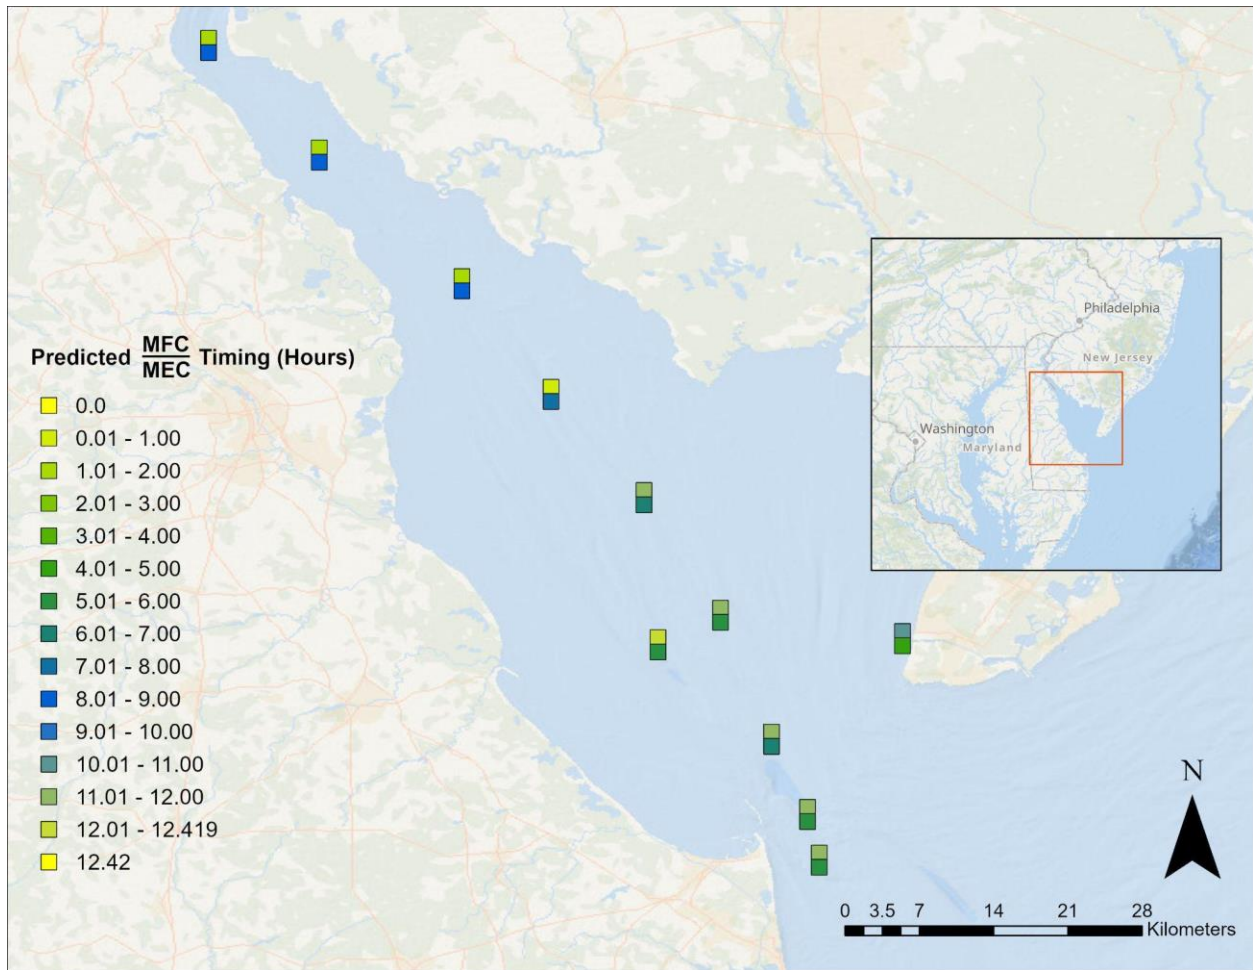 Philadelphia
New Jersey
Washington
Maryland
Predicted MFC/MEC Timing (Hours)
0.0
0.01 - 1.00
1.01 - 2.00
2.01 - 3.00
3.01 - 4.00
4.01 - 5.00
5.01 - 6.00
6.01 - 7.00
7.01 - 8.00
8.01 - 9.00
9.01 - 10.00
10.01 - 11.00
11.01 - 12.00
12.01 - 12.419
12.42
N
0 3.5 7 14 21 28
Kilometers